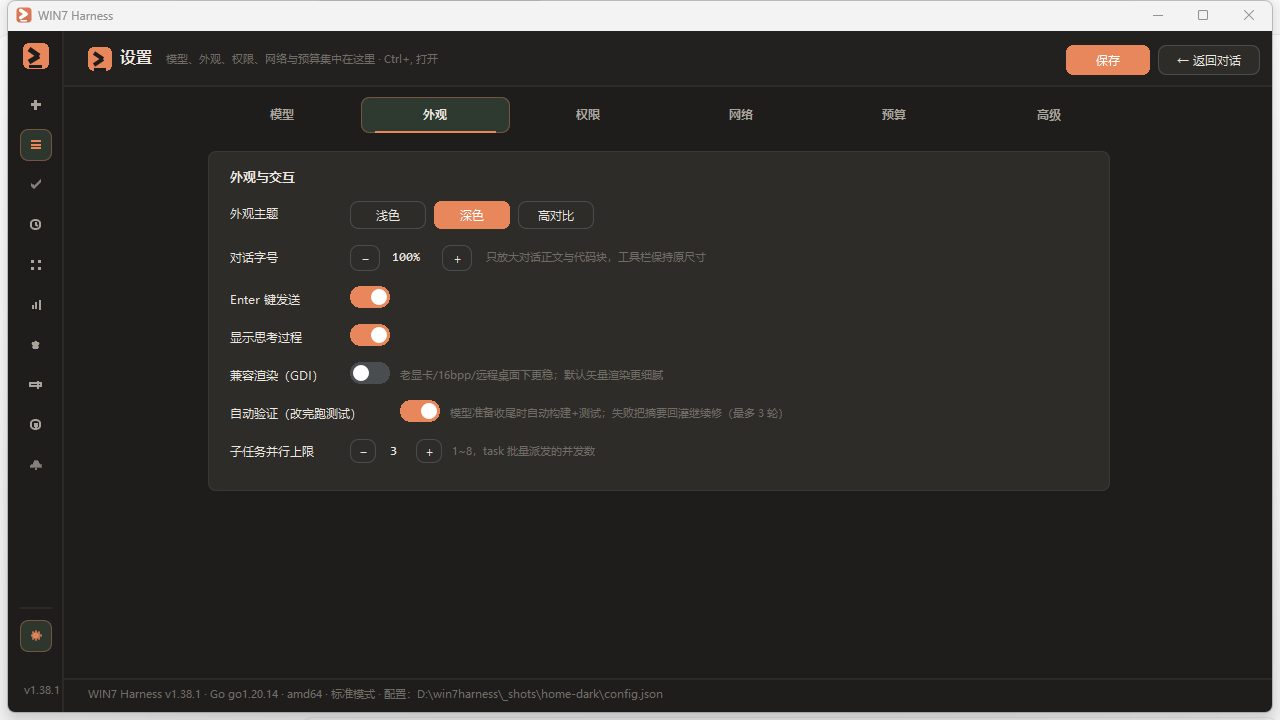 WIN7 Harness
设置 模型、外观、权限、网络与预算集中在这里 · Ctrl+, 打开
保存 ← 返回对话
模型 外观 权限 网络 预算 高级
外观与交互
外观主题 浅色 深色 高对比
对话字号 − 100% + 只放大对话正文与代码块，工具栏保持原尺寸
Enter 键发送
显示思考过程
兼容渲染（GDI） 老显卡/16bpp/远程桌面下更稳；默认矢量渲染更细腻
自动验证（改完跑测试） 模型准备收尾时自动构建+测试；失败把摘要回灌继续修（最多 3 轮）
子任务并行上限 − 3 + 1~8，task 批量派发的并发数
v1.38.1
WIN7 Harness v1.38.1 · Go go1.20.14 · amd64 · 标准模式 · 配置：D:\win7harness\_shots\home-dark\config.json